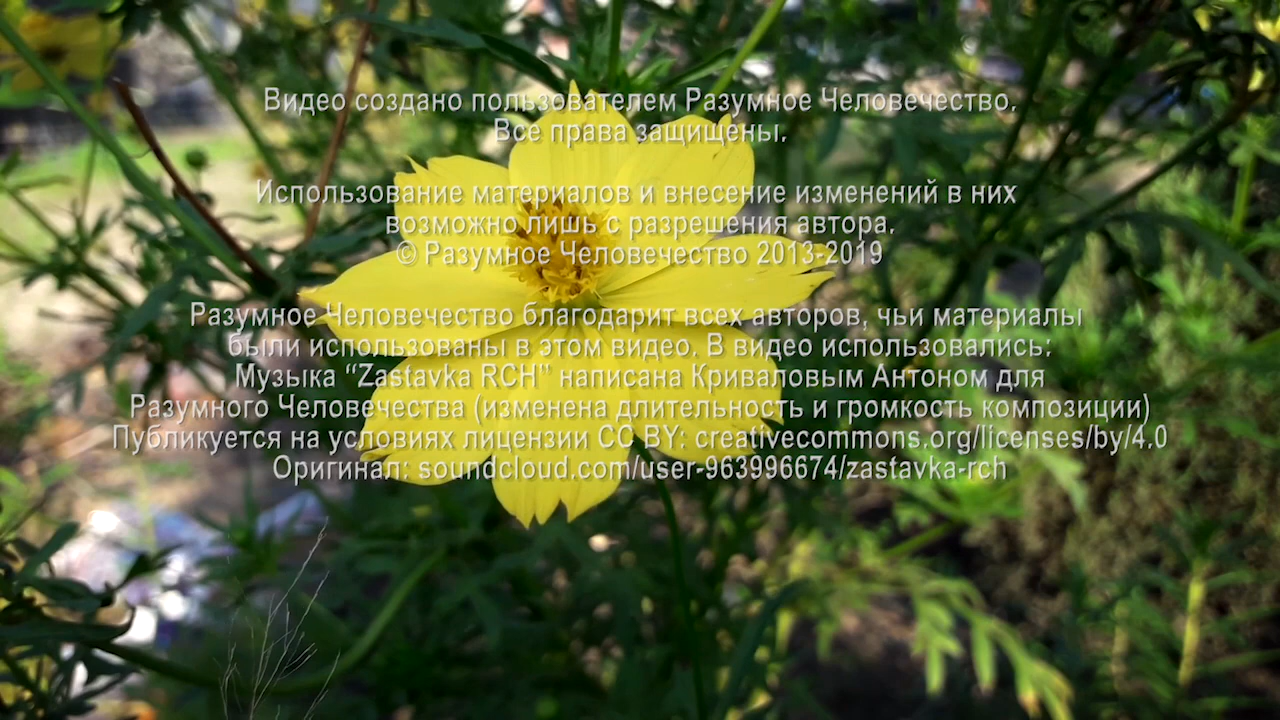 Видео создано пользователем Разумное Человечество.
Все права защищены.
Использование материалов и внесение изменений в них
возможно лишь с разрешения автора.
© Разумное Человечество 2013-2019
Разумное Человечество благодарит всех авторов, чьи материалы
были использованы в этом видео. В видео использовались:
Музыка “Zastavka RCH” написана Криваловым Антоном для
Разумного Человечества (изменена длительность и громкость композиции)
Публикуется на условиях лицензии CC BY: creativecommons.org/licenses/by/4.0
Оригинал: soundcloud.com/user-963996674/zastavka-rch